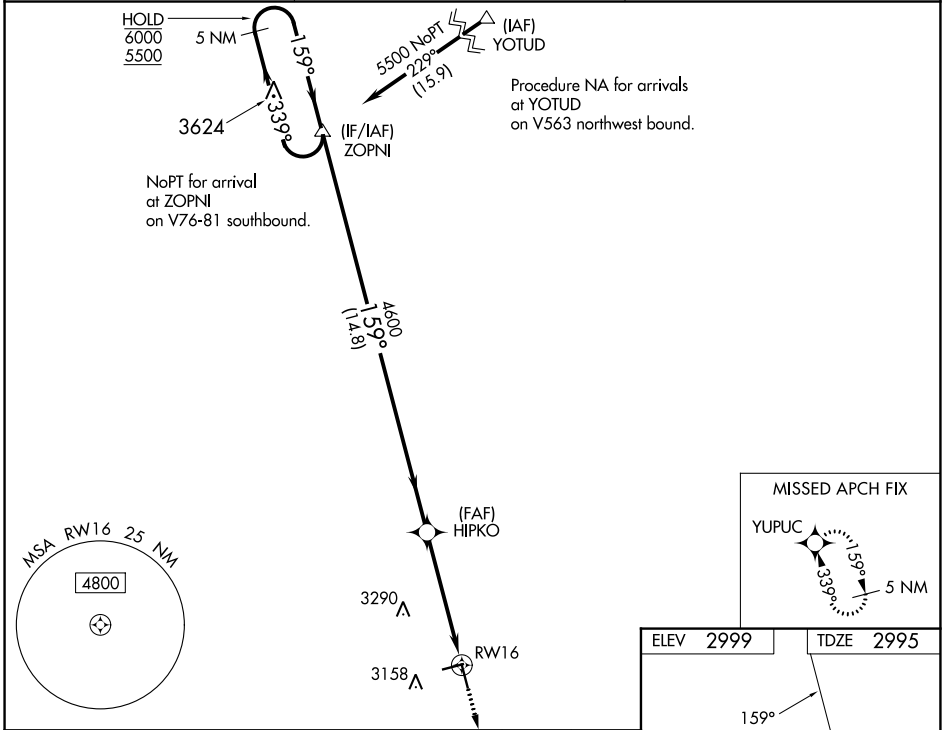 HOLD
6000
5500
5 NM
159°
339°
3624
(IF/IAF)
ZOPNI
NoPT for arrival
at ZOPNI
on V76-81 southbound.
5500 NoPT
229°
(15.9)
(IAF)
YOTUD
Procedure NA for arrivals
at YOTUD
on V563 northwest bound.
4600
159°
(14.8)
(FAF)
HIPKO
3290
3158
RW16
MSA RW16 25 NM
4800
MISSED APCH FIX
YUPUC
159°
339°
5 NM
ELEV 2999
TDZE 2995
159°